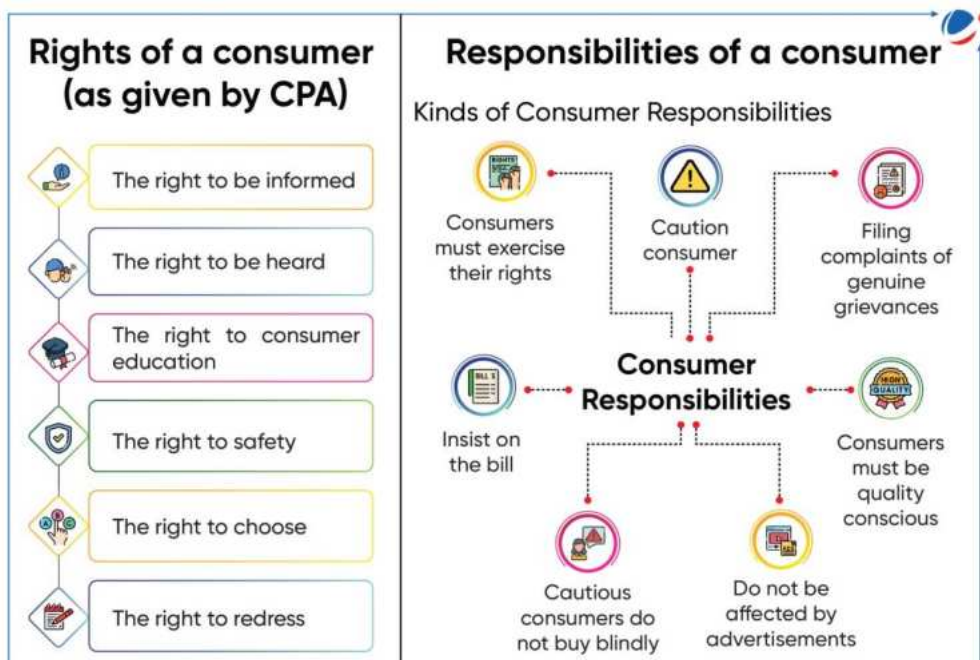 Rights of a consumer
(as given by CPA)
The right to be informed
The right to be heard
The right to consumer
education
The right to safety
The right to choose
The right to redress
Responsibilities of a consumer
Kinds of Consumer Responsibilities
RIGHTS
Consumers
must exercise
their rights
Caution
consumer
Filing
complaints of
genuine
grievances
BILL $
Insist on
the bill
Consumer
Responsibilities
HIGH
QUALITY
Consumers
must be
quality
conscious
Cautious
consumers do
not buy blindly
Do not be
affected by
advertisements
A B C